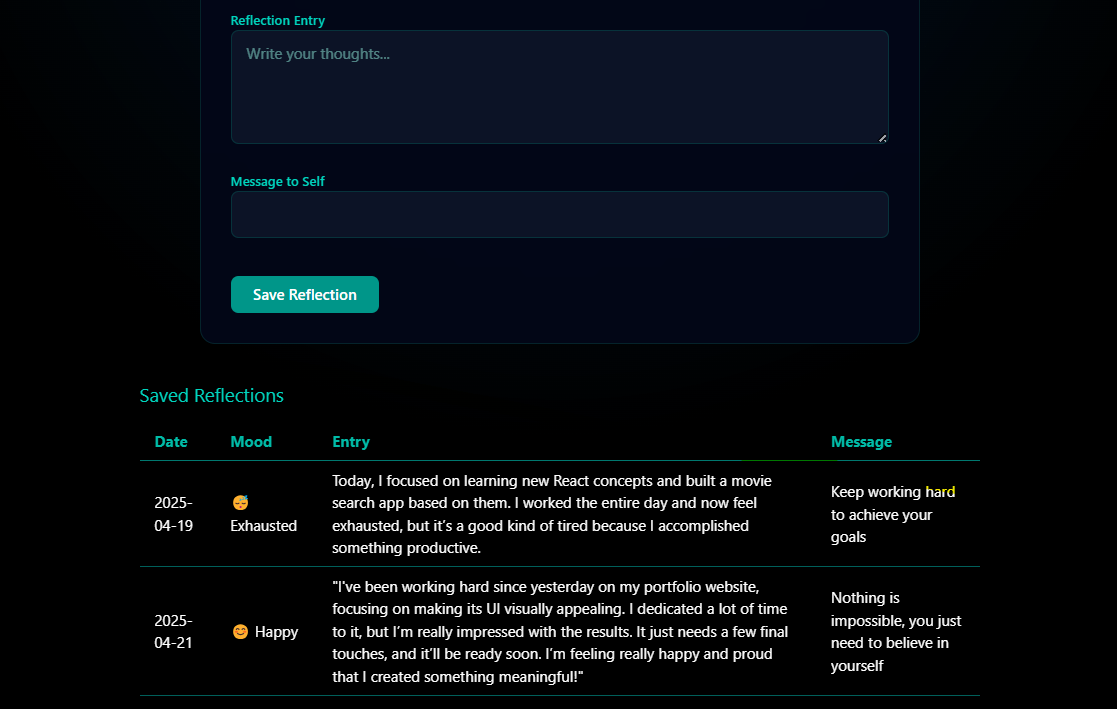 Reflection Entry
Write your thoughts...
Message to Self
Save Reflection
Saved Reflections
Date Mood Entry Message
2025-
04-19
😴
Exhausted
Today, I focused on learning new React concepts and built a movie
search app based on them. I worked the entire day and now feel
exhausted, but it’s a good kind of tired because I accomplished
something productive.
Keep working hard
to achieve your
goals
2025-
04-21
😊 Happy
"I've been working hard since yesterday on my portfolio website,
focusing on making its UI visually appealing. I dedicated a lot of time
to it, but I’m really impressed with the results. It just needs a few final
touches, and it’ll be ready soon. I’m feeling really happy and proud
that I created something meaningful!"
Nothing is
impossible, you just
need to believe in
yourself